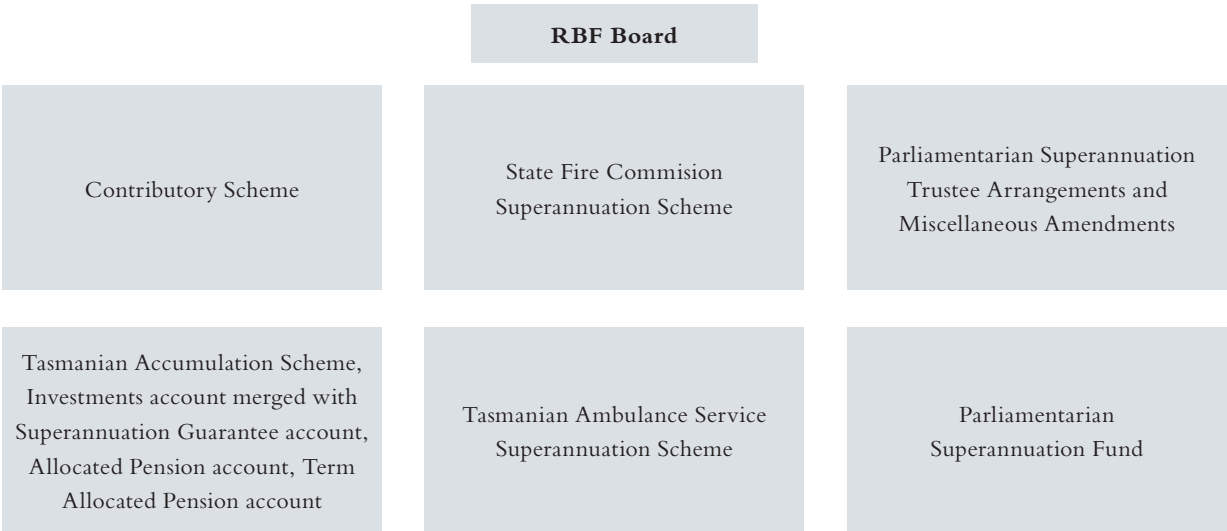 RBF Board
Contributory Scheme
State Fire Commision
Superannuation Scheme
Parliamentarian Superannuation
Trustee Arrangements and
Miscellaneous Amendments
Tasmanian Accumulation Scheme,
Investments account merged with
Superannuation Guarantee account,
Allocated Pension account, Term
Allocated Pension account
Tasmanian Ambulance Service
Superannuation Scheme
Parliamentarian
Superannuation Fund